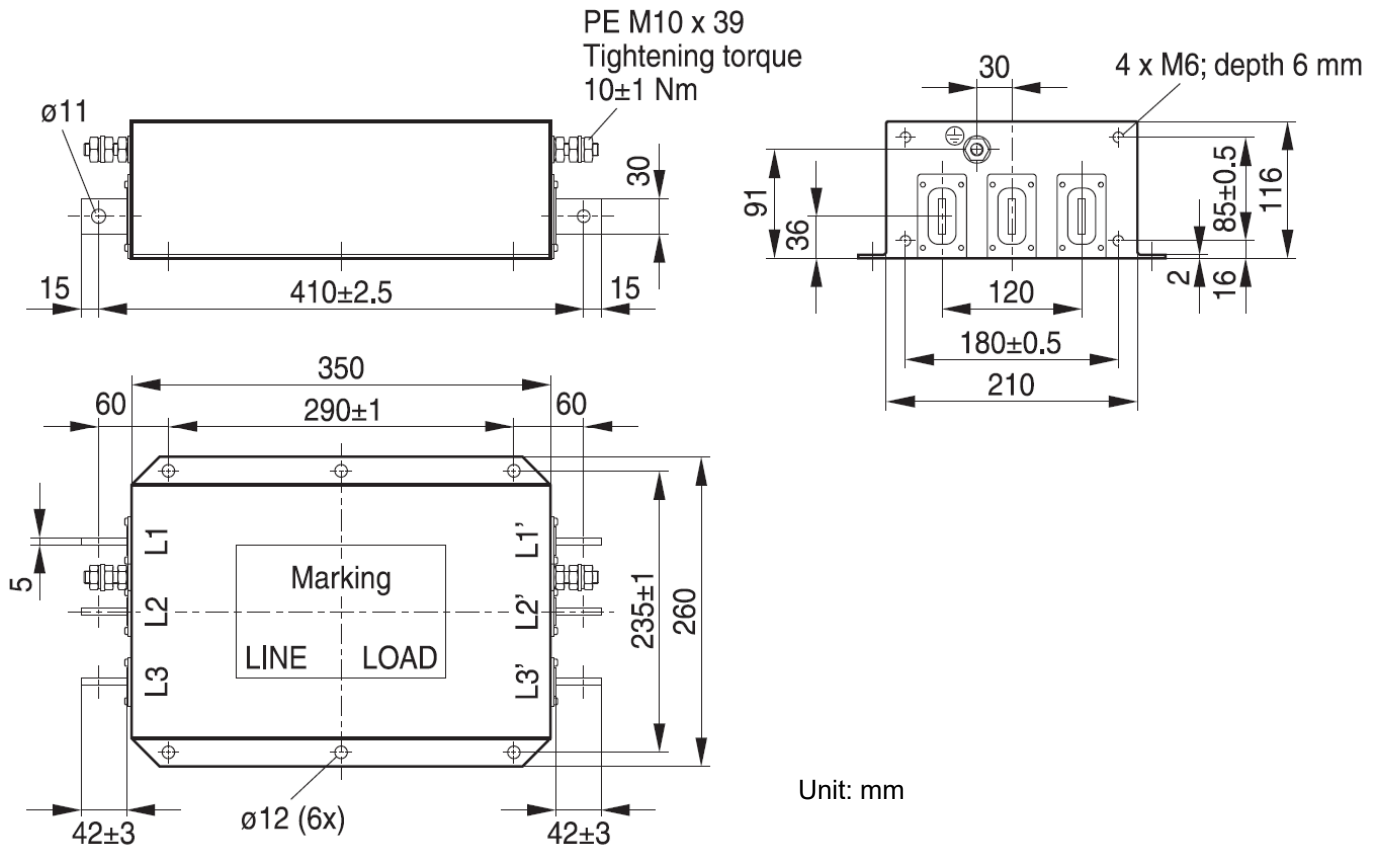 PE M10 x 39
Tightening torque
10±1 Nm
ø11
30
15
410±2.5
15
30
4 x M6; depth 6 mm
91
36
85±0.5
116
2
16
120
180±0.5
210
350
60
290±1
60
L1
L1’
5
Marking
L2
L2’
LINE
LOAD
L3
L3’
235±1
260
ø12 (6x)
42±3
42±3
Unit: mm